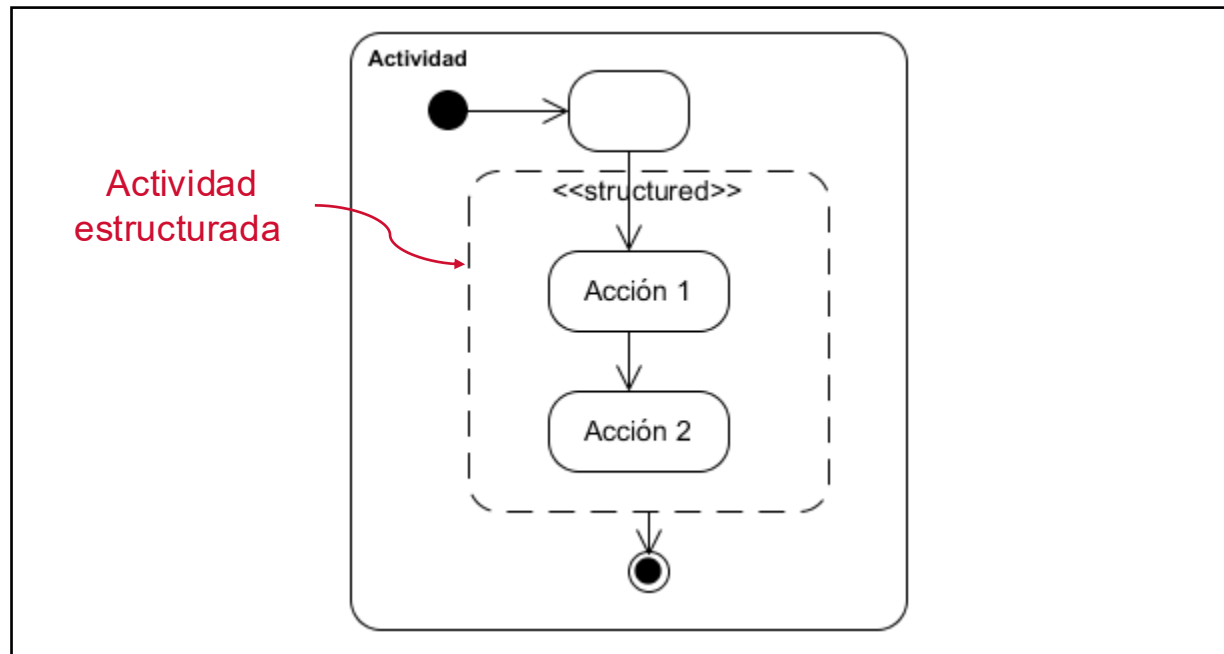 Actividad
Actividad
estructurada
<<structured>>
Acción 1
Acción 2